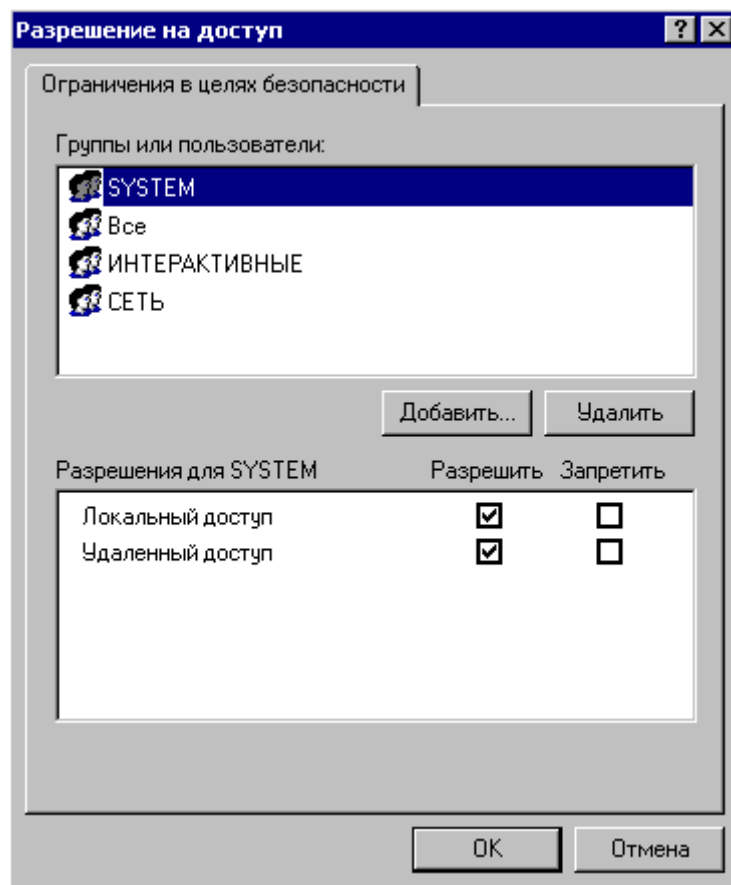 Разрешение на доступ
Ограничения в целях безопасности
Группы или пользователи:
SYSTEM
Все
ИНТЕРАКТИВНЫЕ
СЕТЬ
Добавить... Удалить
Разрешения для SYSTEM Разрешить Запретить
Локальный доступ
Удаленный доступ
OK Отмена